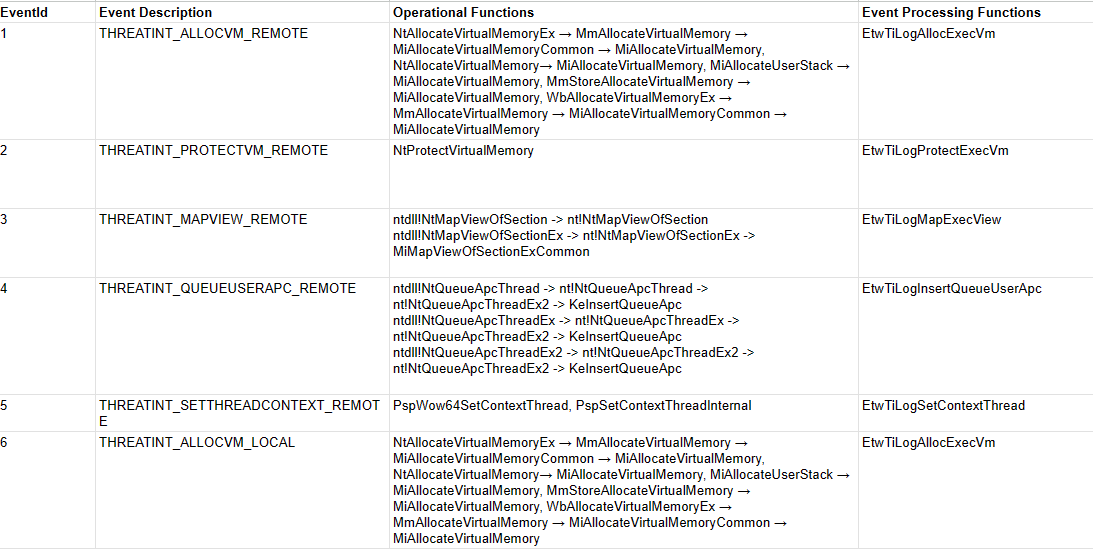 EventId Event Description Operational Functions Event Processing Functions
1 THREATINT_ALLOCVM_REMOTE NtAllocateVirtualMemoryEx → MmAllocateVirtualMemory → EtwTiLogAllocExecVm
MiAllocateVirtualMemoryCommon → MiAllocateVirtualMemory,
NtAllocateVirtualMemory→ MiAllocateVirtualMemory, MiAllocateUserStack →
MiAllocateVirtualMemory, MmStoreAllocateVirtualMemory →
MiAllocateVirtualMemory, WbAllocateVirtualMemoryEx →
MmAllocateVirtualMemory → MiAllocateVirtualMemoryCommon →
MiAllocateVirtualMemory
2 THREATINT_PROTECTVM_REMOTE NtProtectVirtualMemory EtwTiLogProtectExecVm
3 THREATINT_MAPVIEW_REMOTE ntdll!NtMapViewOfSection -> nt!NtMapViewOfSection EtwTiLogMapExecView
ntdll!NtMapViewOfSectionEx -> nt!NtMapViewOfSectionEx ->
MiMapViewOfSectionExCommon
4 THREATINT_QUEUEUSERAPC_REMOTE ntdll!NtQueueApcThread -> nt!NtQueueApcThread -> EtwTiLogInsertQueueUserApc
nt!NtQueueApcThreadEx2 -> KeInsertQueueApc
ntdll!NtQueueApcThreadEx -> nt!NtQueueApcThreadEx ->
nt!NtQueueApcThreadEx2 -> KeInsertQueueApc
ntdll!NtQueueApcThreadEx2 -> nt!NtQueueApcThreadEx2 ->
nt!NtQueueApcThreadEx2 -> KeInsertQueueApc
5 THREATINT_SETTHREADCONTEXT_REMOT PspWow64SetContextThread, PspSetContextThreadInternal EtwTiLogSetContextThread
E
6 THREATINT_ALLOCVM_LOCAL NtAllocateVirtualMemoryEx → MmAllocateVirtualMemory → EtwTiLogAllocExecVm
MiAllocateVirtualMemoryCommon → MiAllocateVirtualMemory,
NtAllocateVirtualMemory→ MiAllocateVirtualMemory, MiAllocateUserStack →
MiAllocateVirtualMemory, MmStoreAllocateVirtualMemory →
MiAllocateVirtualMemory, WbAllocateVirtualMemoryEx →
MmAllocateVirtualMemory → MiAllocateVirtualMemoryCommon →
MiAllocateVirtualMemory